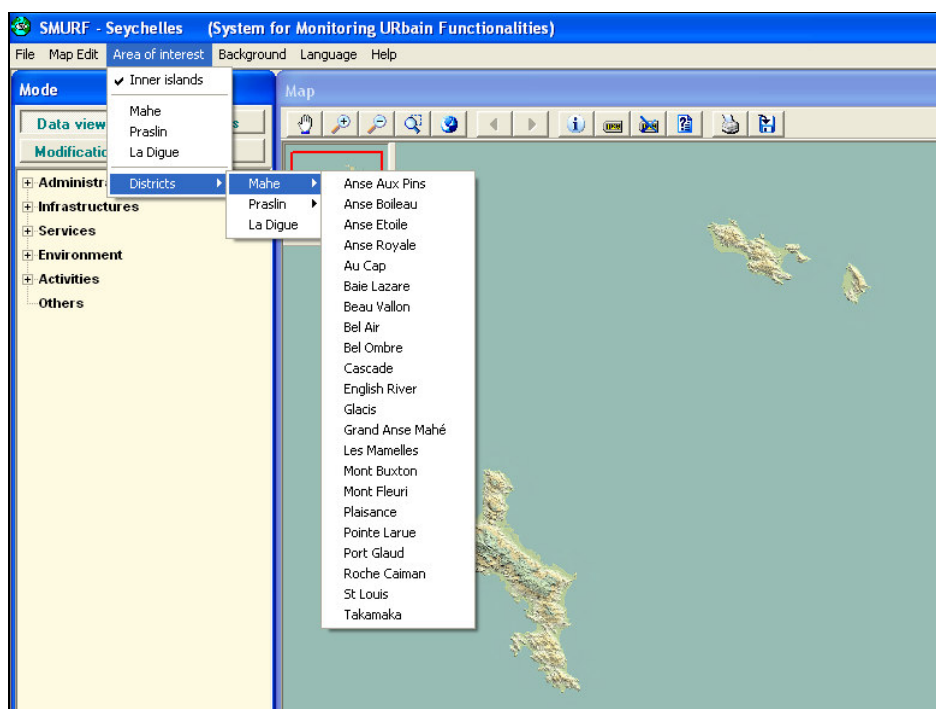 SMURF - Seychelles (System for Monitoring URbain Functionalities)
File Map Edit Area of interest Background Language Help
Mode
Map
Inner islands
Mahe
Praslin
La Digue
Districts
Data view
s
Modificatio
Administr
Infrastructures
Services
Environment
Activities
Others
Mahe
Praslin
La Digue
Anse Aux Pins
Anse Boileau
Anse Etoile
Anse Royale
Au Cap
Baie Lazare
Beau Vallon
Bel Air
Bel Ombre
Cascade
English River
Glacis
Grand Anse Mahé
Les Mamelles
Mont Buxton
Mont Fleuri
Plaisance
Pointe Larue
Port Glaud
Roche Caiman
St Louis
Takamaka